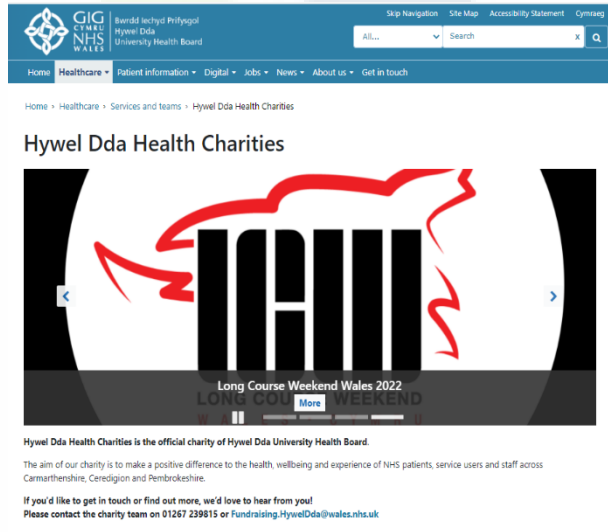 Skip Navigation Site Map Accessibility Statement Cymraeg
GIG
CYMRU
NHS
WALES
Bwrdd Iechyd Prifysgol
Hywel Dda
University Health Board
All... Search x
Home Healthcare Patient information Digital Jobs News About us Get in touch
Home > Healthcare > Services and teams > Hywel Dda Health Charities
Hywel Dda Health Charities
LCW
Long Course Weekend Wales 2022
LONG COURSE WEEKEND
More
Hywel Dda Health Charities is the official charity of Hywel Dda University Health Board.
The aim of our charity is to make a positive difference to the health, wellbeing and experience of NHS patients, service users and staff across
Carmarthenshire, Ceredigion and Pembrokeshire.
If you'd like to get in touch or find out more, we'd love to hear from you!
Please contact the charity team on 01267 239815 or Fundraising.HywelDda@wales.nhs.uk